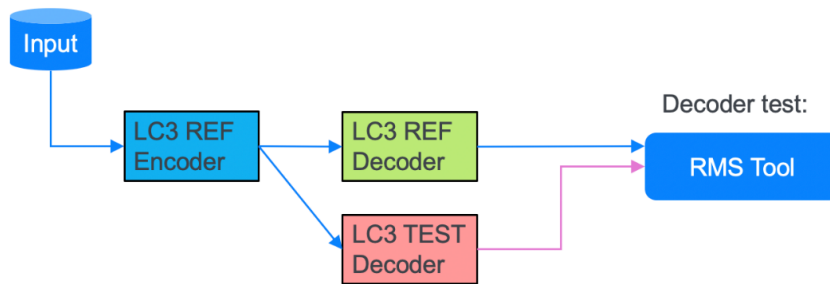 Input
Decoder test:
LC3 REF
Encoder
LC3 REF
Decoder
RMS Tool
LC3 TEST
Decoder